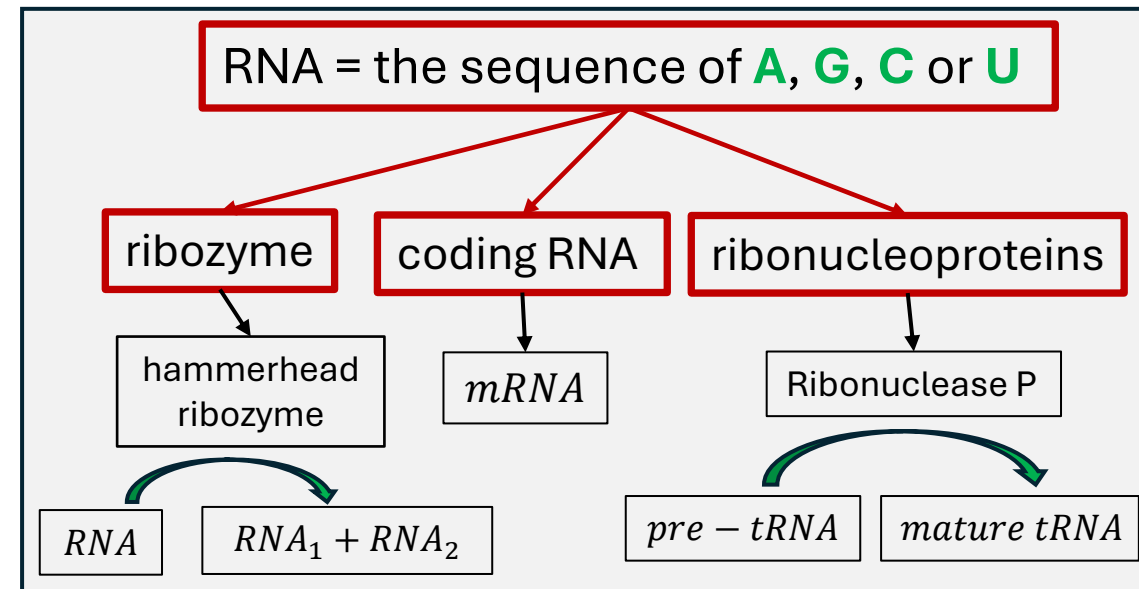 RNA = the sequence of A, G, C or U
ribozyme
coding RNA
ribonucleoproteins
hammerhead
ribozyme
mRNA
Ribonuclease P
RNA
RNA₁ + RNA₂
pre − tRNA
mature tRNA